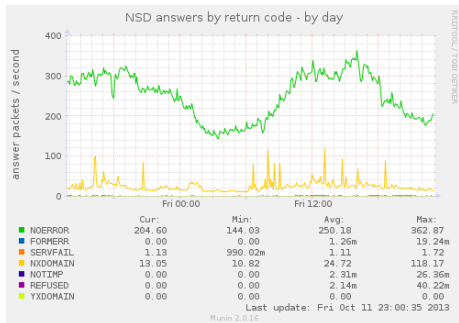 NSD answers by return code - by day
RRDTOOL / TOBI OETIKER
answer packets / second
400
300
200
100
0
Fri 00:00 Fri 12:00
Cur: Min: Avg: Max:
NOERROR 204.60 144.03 250.18 362.87
FORMERR 0.00 0.00 1.26m 19.24m
SERVFAIL 1.13 990.02m 1.11 1.72
NXDOMAIN 13.05 10.82 24.72 118.17
NOTIMP 0.00 0.00 2.31m 26.36m
REFUSED 0.00 0.00 2.14m 40.22m
YXDOMAIN 0.00 0.00 0.00 0.00
Last update: Fri Oct 11 23:00:35 2013
Munin 2.0.16